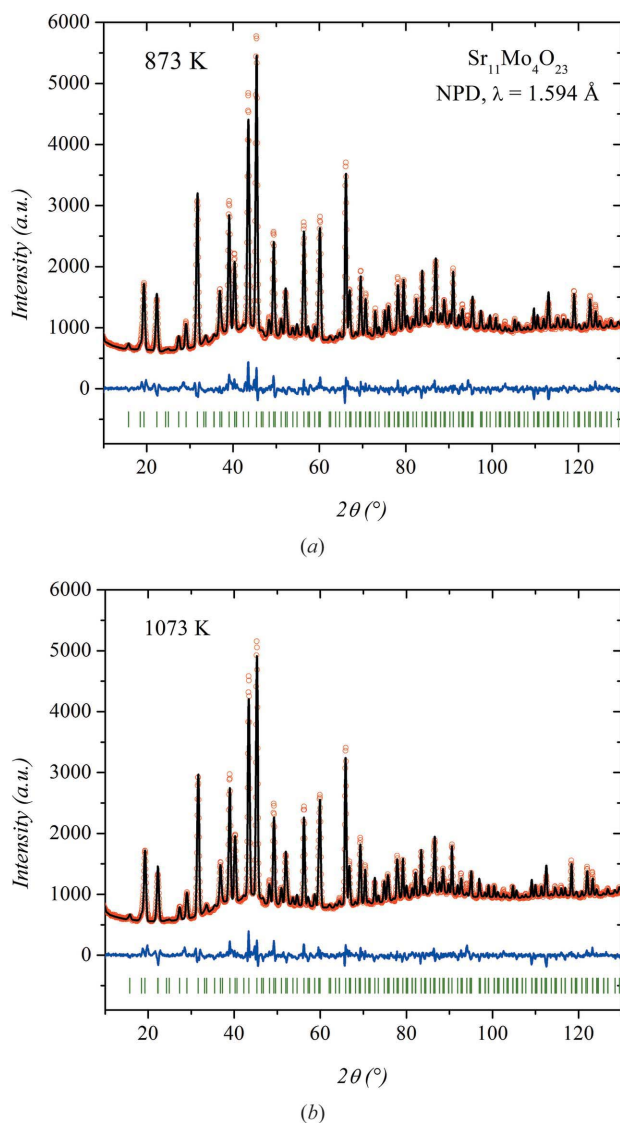 6000
873 K
Sr11Mo4O23
5000
NPD, λ = 1.594 Å
4000
3000
2000
1000
0
Intensity (a.u.)
20 40 60 80 100 120
2θ (°)
(a)
6000
1073 K
5000
4000
3000
2000
1000
0
Intensity (a.u.)
20 40 60 80 100 120
2θ (°)
(b)